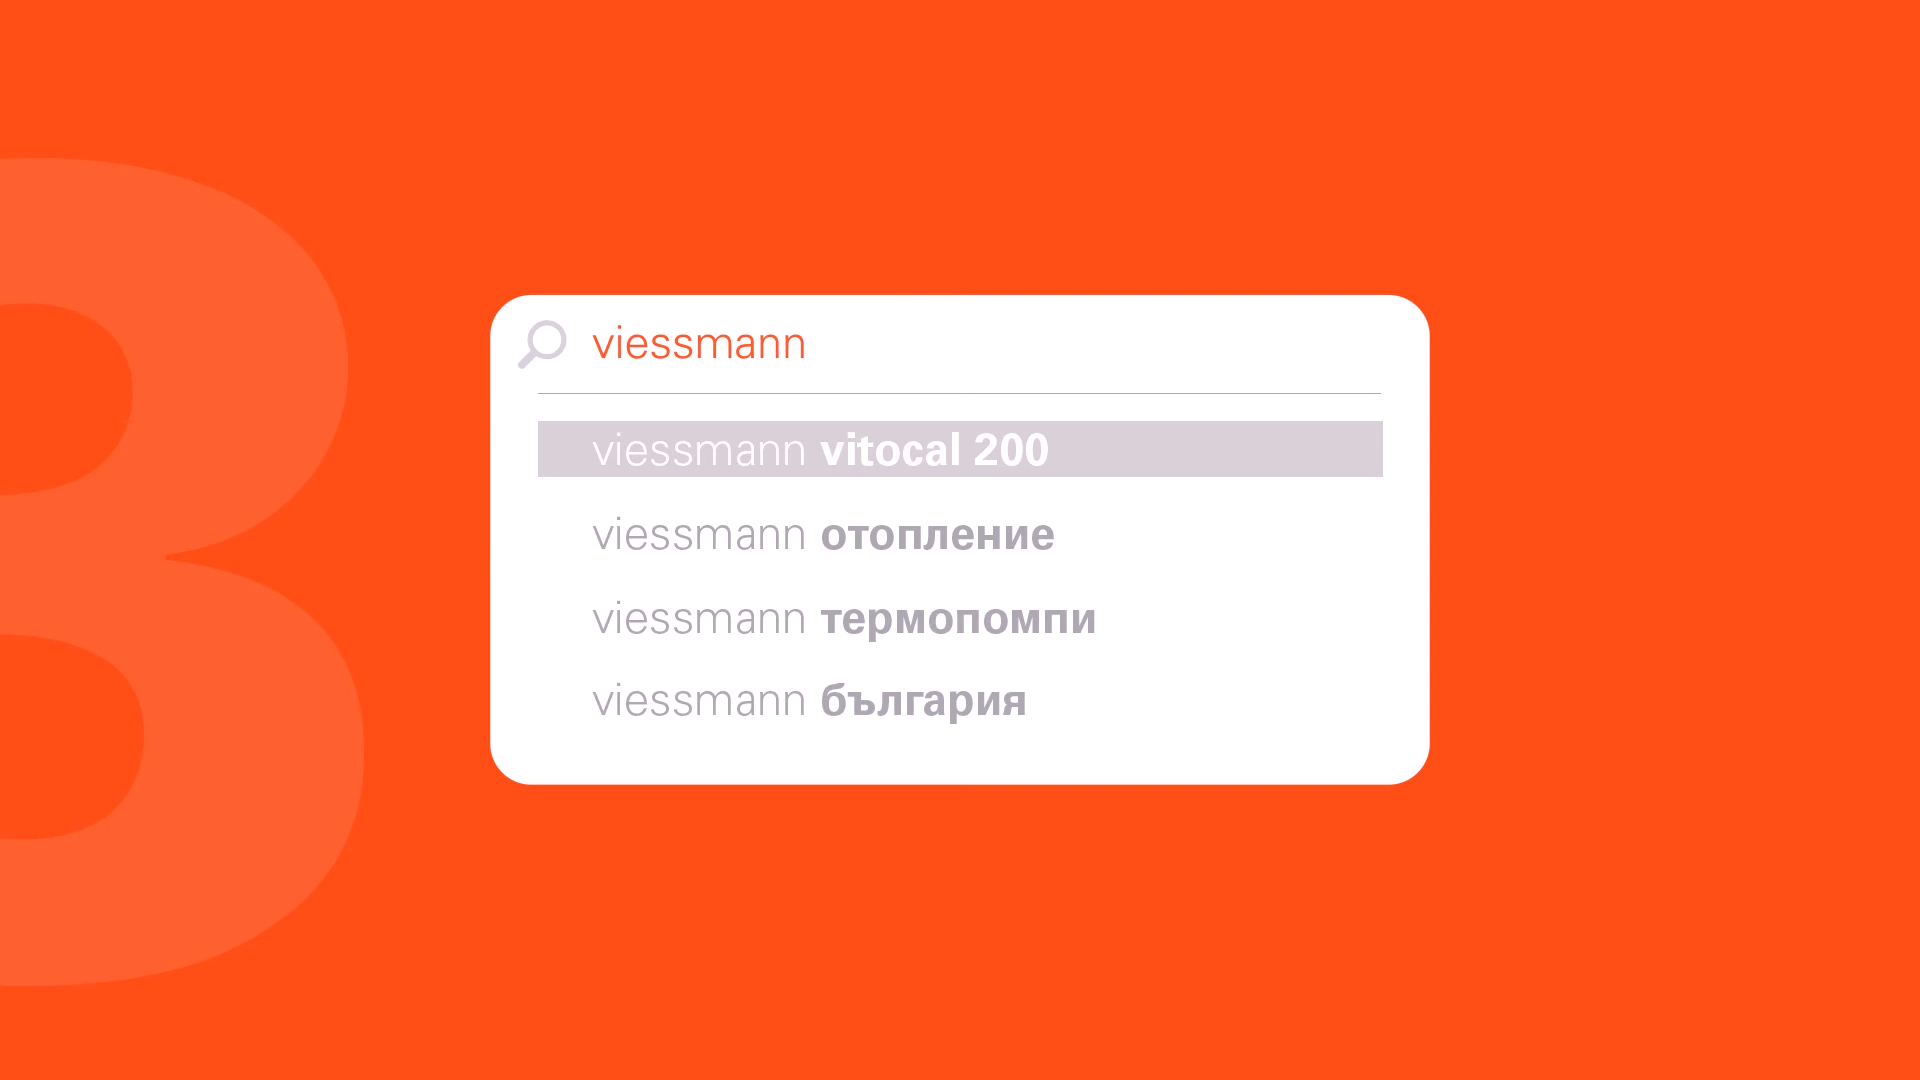 viessmann
viessmann vitocal 200
viessmann отопление
viessmann термопомпи
viessmann българия